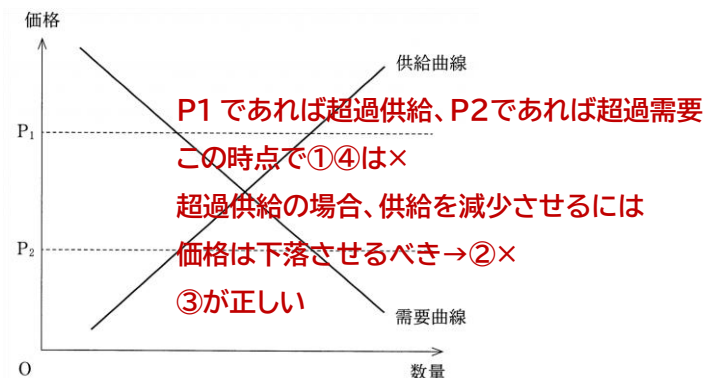 価格
供給曲線
P1 であれば超過供給、P2であれば超過需要
P₁
この時点で①④は×
超過供給の場合、供給を減少させるには
P₂
価格は下落させるべき→②×
③が正しい
需要曲線
O
数量